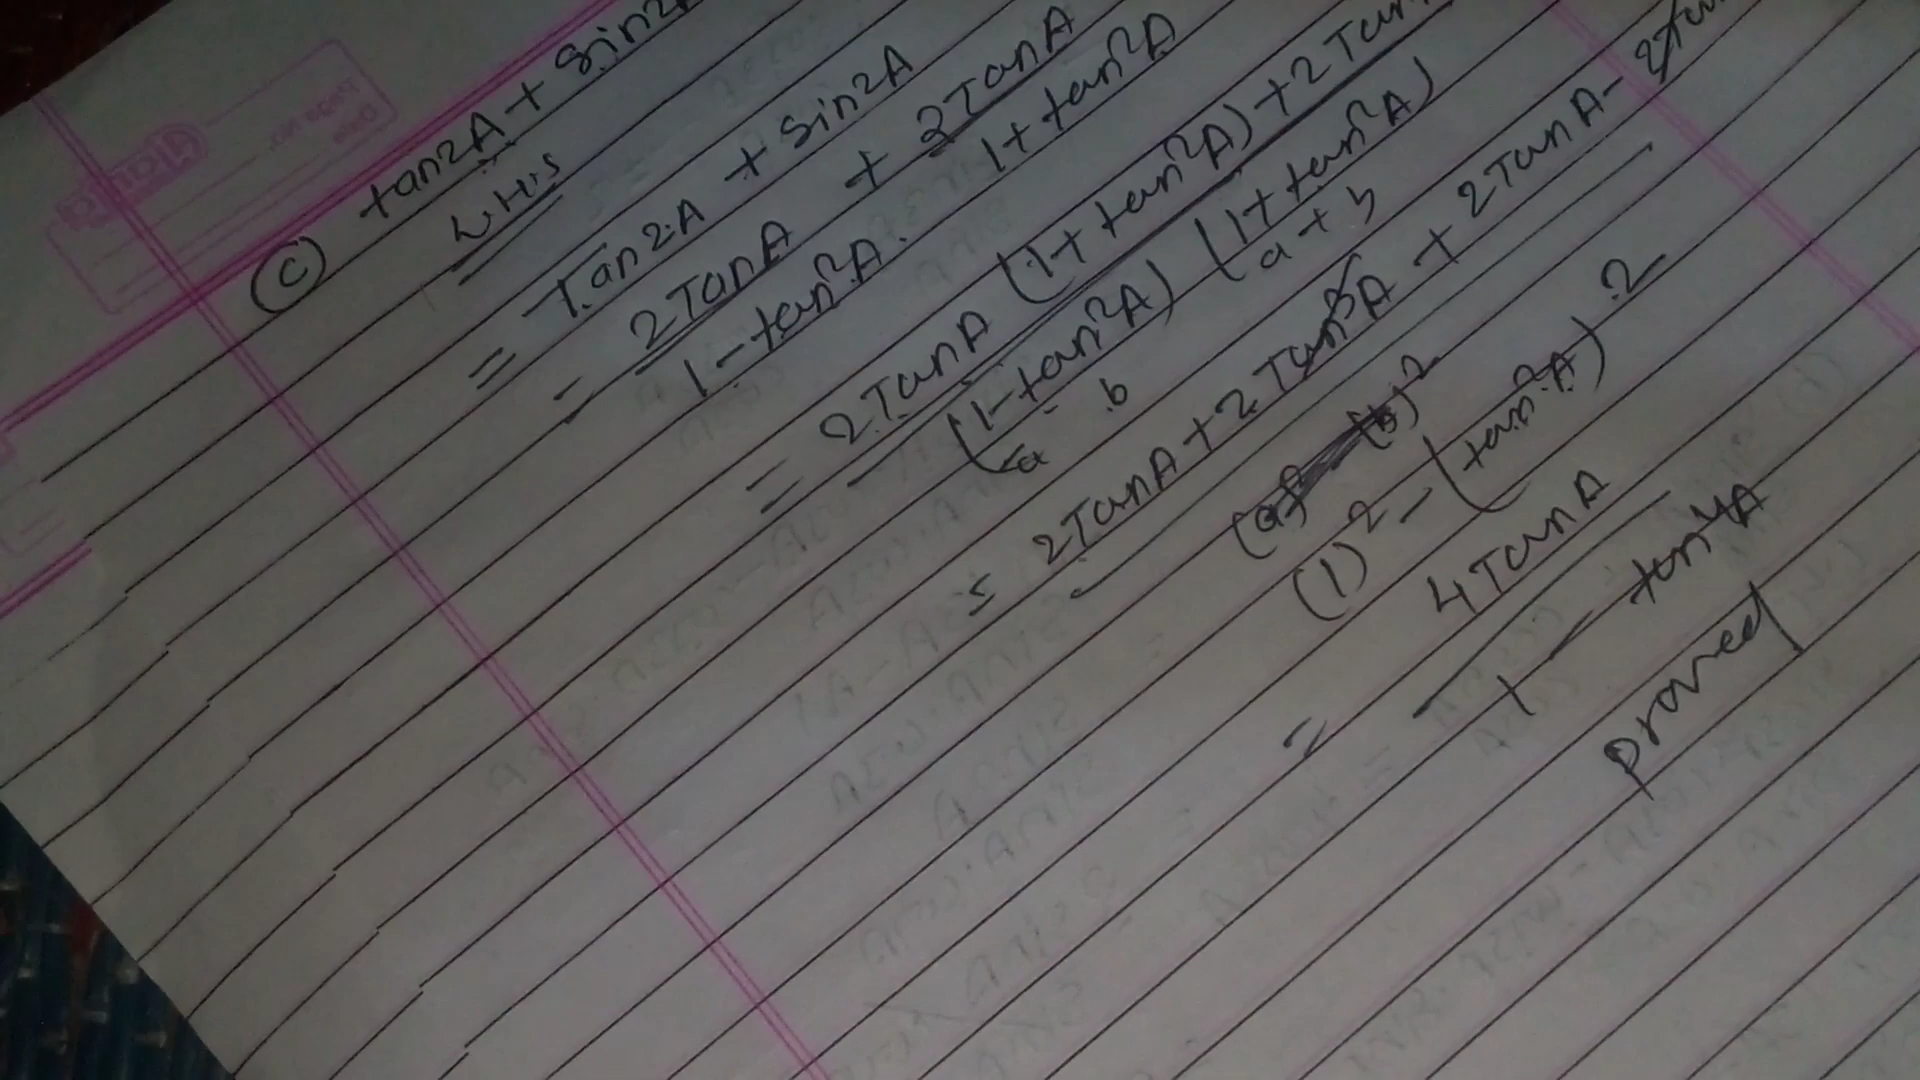 (c) tan2A + Sin2
LHS
= Tan2A + Sin2A
= 2TanA / 1-tan²A + 2TanA / 1+tan²A
= 2TanA (1+tan²A) + 2Tan / (1-tan²A) (1+tan²A)
a b a + b
= 2TanA + 2Tan³A + 2TanA - 2Tan
(1)² - (tan²A)²
= 4TanA / 1 - tan⁴A
proved